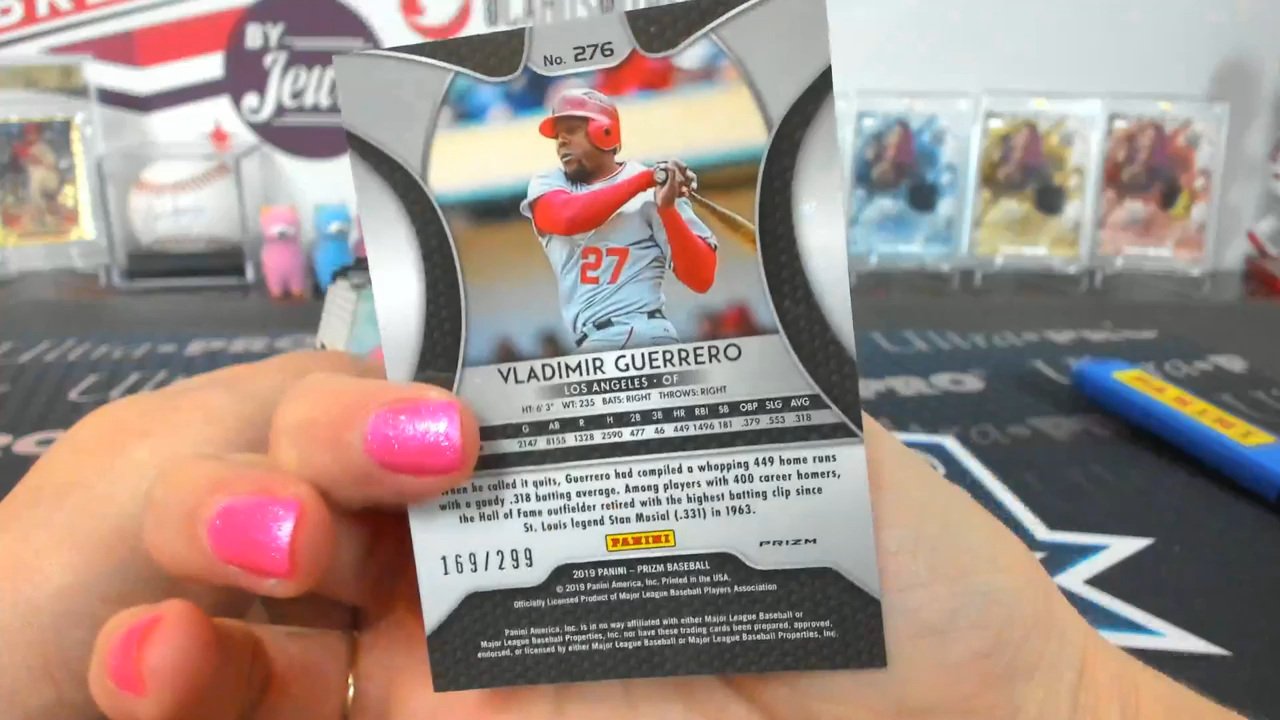 BY
Jen
No. 276
27
VLADIMIR GUERRERO
LOS ANGELES • OF
HT: 6' 3" WT: 235 BATS: RIGHT THROWS: RIGHT
G AB R H 2B 3B HR RBI SB OBP SLG AVG
2147 8155 1328 2590 477 46 449 1496 181 .379 .553 .318
When he called it quits, Guerrero had compiled a whopping 449 home runs
with a gaudy .318 batting average. Among players with 400 career homers,
the Hall of Fame outfielder retired with the highest batting clip since
St. Louis legend Stan Musial (.331) in 1963.
PANINI
PRIZM
169/299
2019 PANINI – PRIZM BASEBALL
© 2019 Panini America, Inc. Printed in the USA.
Officially Licensed Product of Major League Baseball Players Association
Panini America, Inc. is in no way affiliated with either Major League Baseball or
Major League Baseball Properties, Inc. nor have these trading cards been prepared, approved,
endorsed, or licensed by either Major League Baseball or Major League Baseball Properties, Inc.
Ultra PRO
Ultra-PRO
PRO